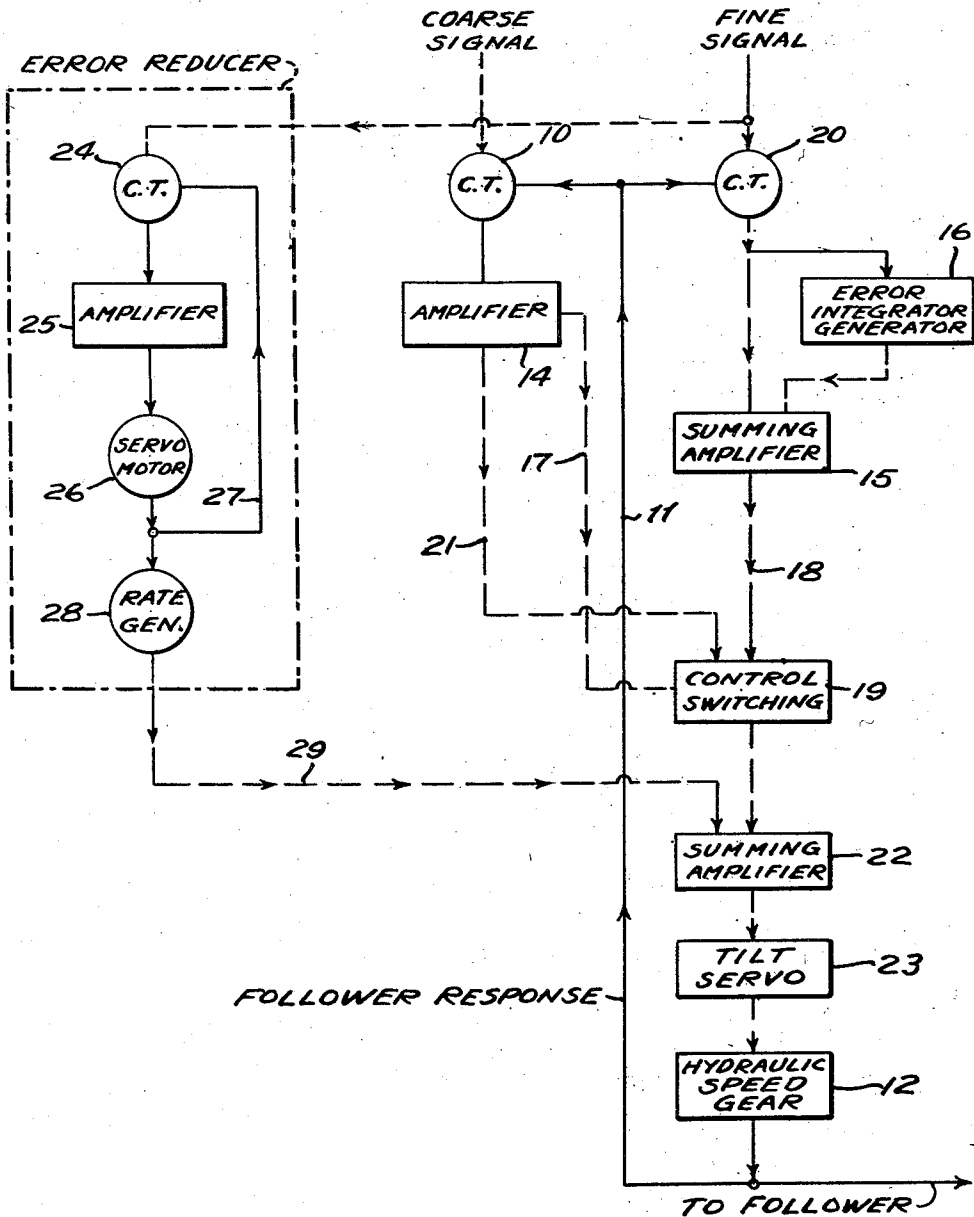 COARSE
SIGNAL
FINE
SIGNAL
ERROR REDUCER
24
C.T.
10
C.T.
20
C.T.
16
ERROR
INTEGRATOR
GENERATOR
25
AMPLIFIER
AMPLIFIER
14
SUMMING
AMPLIFIER
15
SERVO
MOTOR
26
27
17
11
21
18
28
RATE
GEN.
CONTROL
SWITCHING
19
29
SUMMING
AMPLIFIER
22
TILT
SERVO
23
FOLLOWER RESPONSE
HYDRAULIC
SPEED
GEAR
12
TO FOLLOWER